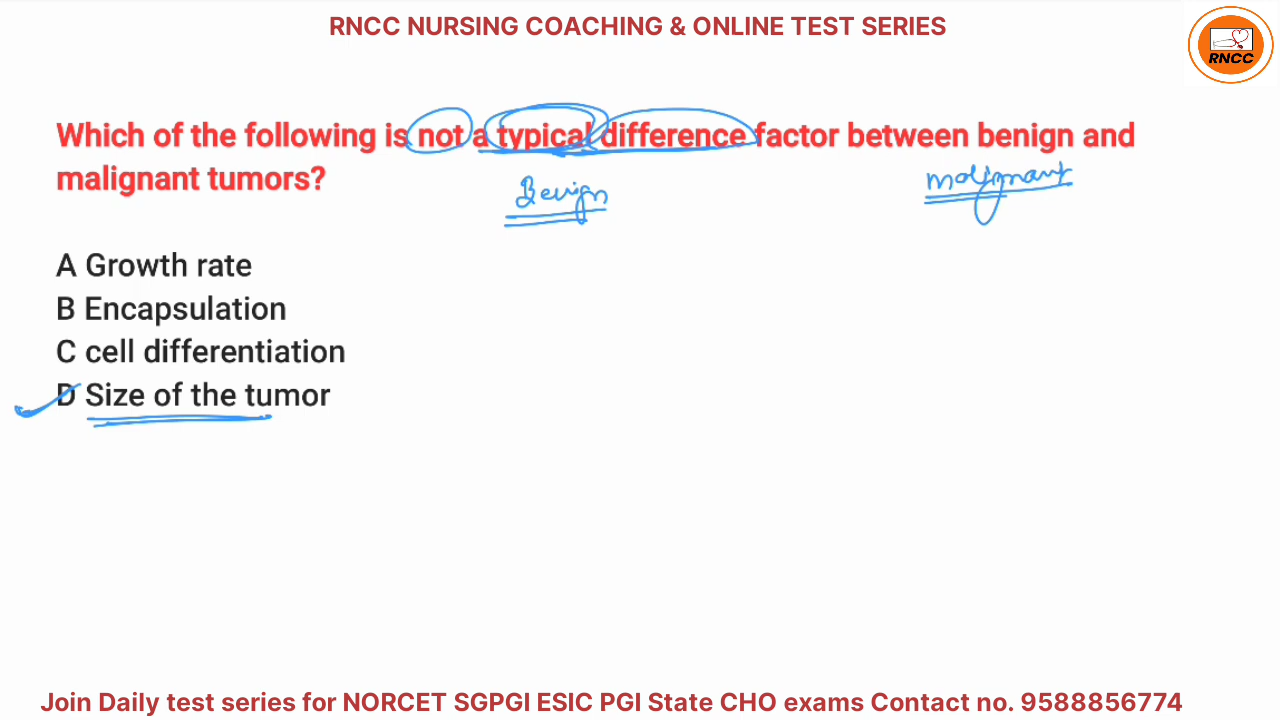 RNCC NURSING COACHING & ONLINE TEST SERIES
RNCC
Which of the following is not a typical difference factor between benign and
malignant tumors?
Benign
malignant
A Growth rate
B Encapsulation
C cell differentiation
D Size of the tumor
Join Daily test series for NORCET SGPGI ESIC PGI State CHO exams Contact no. 9588856774